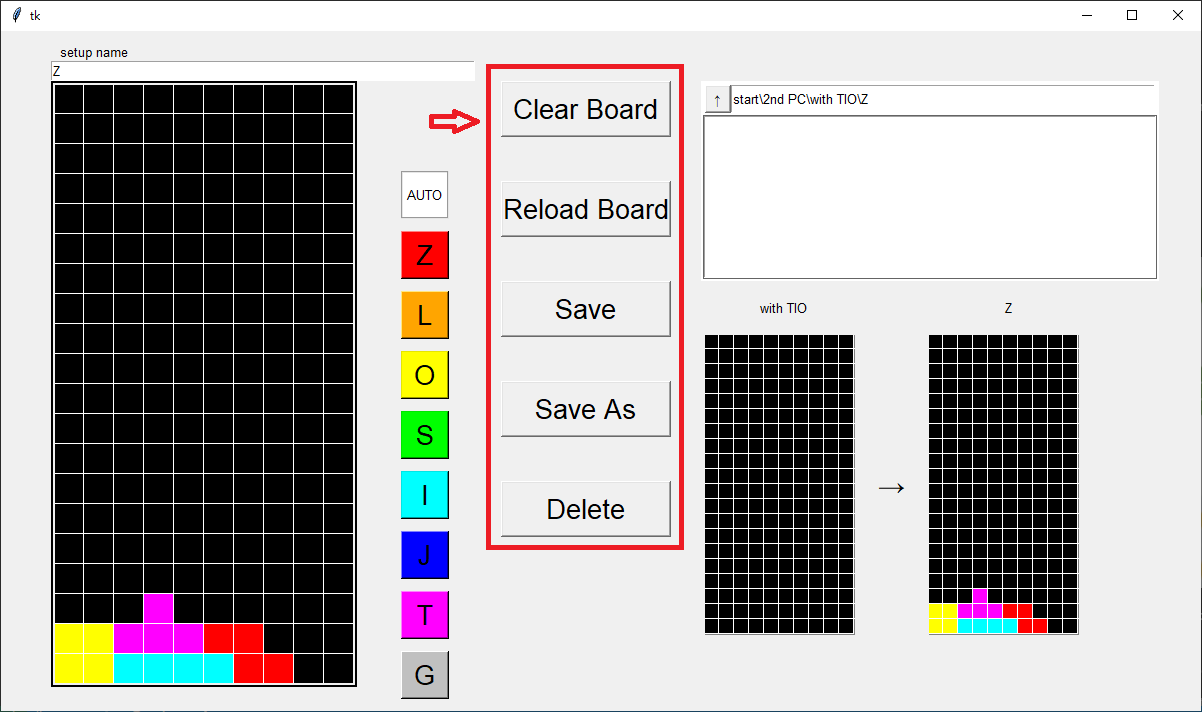 tk
setup name
Z
Clear Board
↑ start\2nd PC\with TIO\Z
AUTO
Reload Board
Z
L
Save
with TIO
Z
O
Save As
S
I
Delete
→
J
T
G